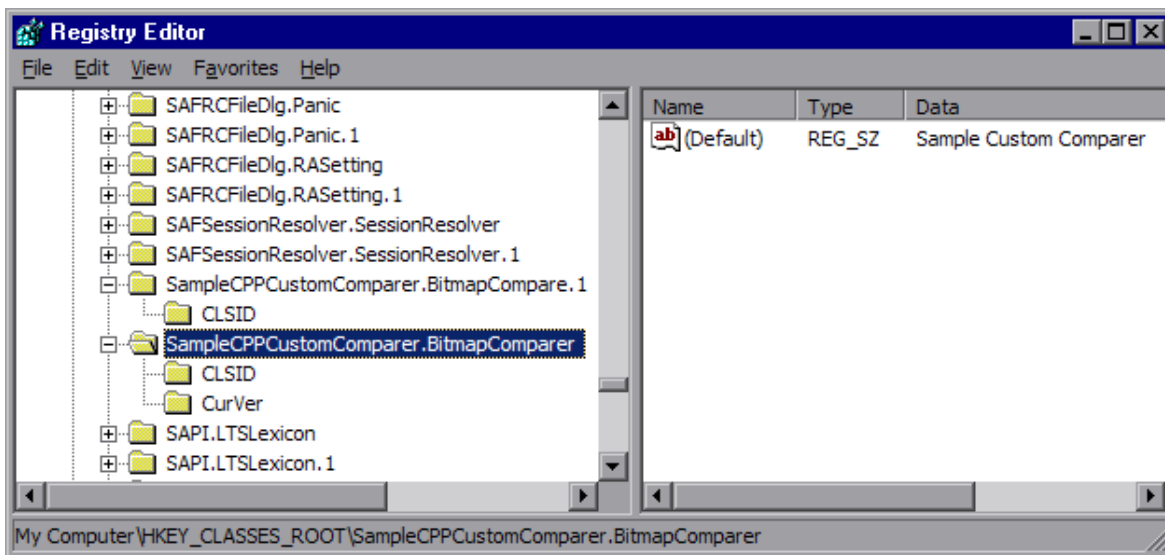 Registry Editor
File Edit View Favorites Help
SAFRCFileDlg.Panic
SAFRCFileDlg.Panic.1
SAFRCFileDlg.RASetting
SAFRCFileDlg.RASetting.1
SAFSessionResolver.SessionResolver
SAFSessionResolver.SessionResolver.1
SampleCPPCustomComparer.BitmapCompare.1
CLSID
SampleCPPCustomComparer.BitmapComparer
CLSID
CurVer
SAPI.LTSLexicon
SAPI.LTSLexicon.1
Name Type Data
ab (Default) REG_SZ Sample Custom Comparer
My Computer\HKEY_CLASSES_ROOT\SampleCPPCustomComparer.BitmapComparer